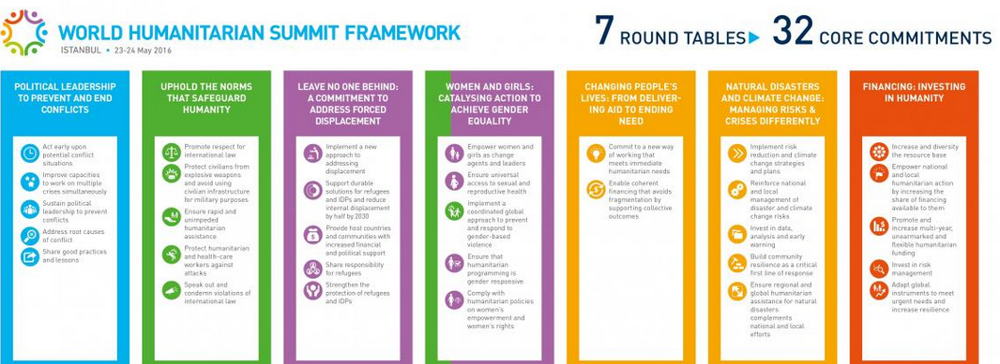 WORLD HUMANITARIAN SUMMIT FRAMEWORK
ISTANBUL • 23-24 May 2016
7 ROUND TABLES▶ 32 CORE COMMITMENTS
POLITICAL LEADERSHIP
TO PREVENT AND END
CONFLICTS
Act early upon
potential conflict
situations
Improve capacities
to work on multiple
crises simultaneously
Sustain political
leadership to prevent
conflicts
Address root causes
of conflict
Share good practices
and lessons
UPHOLD THE NORMS
THAT SAFEGUARD
HUMANITY
Promote respect for
international law
Protect civilians from
explosive weapons
and avoid using
civilian infrastructure
for military purposes
Ensure rapid and
unimpeded
humanitarian
assistance
Protect humanitarian
and health-care
workers against
attacks
Speak out and
condemn violations of
international law
LEAVE NO ONE BEHIND:
A COMMITMENT TO
ADDRESS FORCED
DISPLACEMENT
Implement a new
approach to
addressing
displacement
Support durable
solutions for refugees
and IDPs and reduce
internal displacement
by half by 2030
Provide host countries
and communities with
increased financial
and political support
Share responsibility
for refugees
Strengthen the
protection of refugees
and IDPs
WOMEN AND GIRLS:
CATALYSING ACTION TO
ACHIEVE GENDER
EQUALITY
Empower women and
girls as change
agents and leaders
Ensure universal
access to sexual and
reproductive health
Implement a
coordinated global
approach to prevent
and respond to
gender-based
violence
Ensure that
humanitarian
programming is
gender responsive
Comply with
humanitarian policies
on women's
empowerment and
women's rights
CHANGING PEOPLE'S
LIVES: FROM DELIVER-
ING AID TO ENDING
NEED
Commit to a new way
of working that
meets immediate
humanitarian needs
Enable coherent
financing that avoids
fragmentation by
supporting collective
outcomes
NATURAL DISASTERS
AND CLIMATE CHANGE:
MANAGING RISKS &
CRISES DIFFERENTLY
Implement risk
reduction and climate
change strategies
and plans
Reinforce national
and local
management of
disaster and climate
change risks
Invest in data,
analysis and early
warning
Build community
resilience as a critical
first line of response
Ensure regional and
global humanitarian
assistance for natural
disasters
complements
national and local
efforts
FINANCING: INVESTING
IN HUMANITY
Increase and diversity
the resource base
Empower national
and local
humanitarian action
by increasing the
share of financing
available to them
Promote and
increase multi-year,
unearmarked and
flexible humanitarian
funding
Invest in risk
management
Adapt global
instruments to meet
urgent needs and
increase resilience